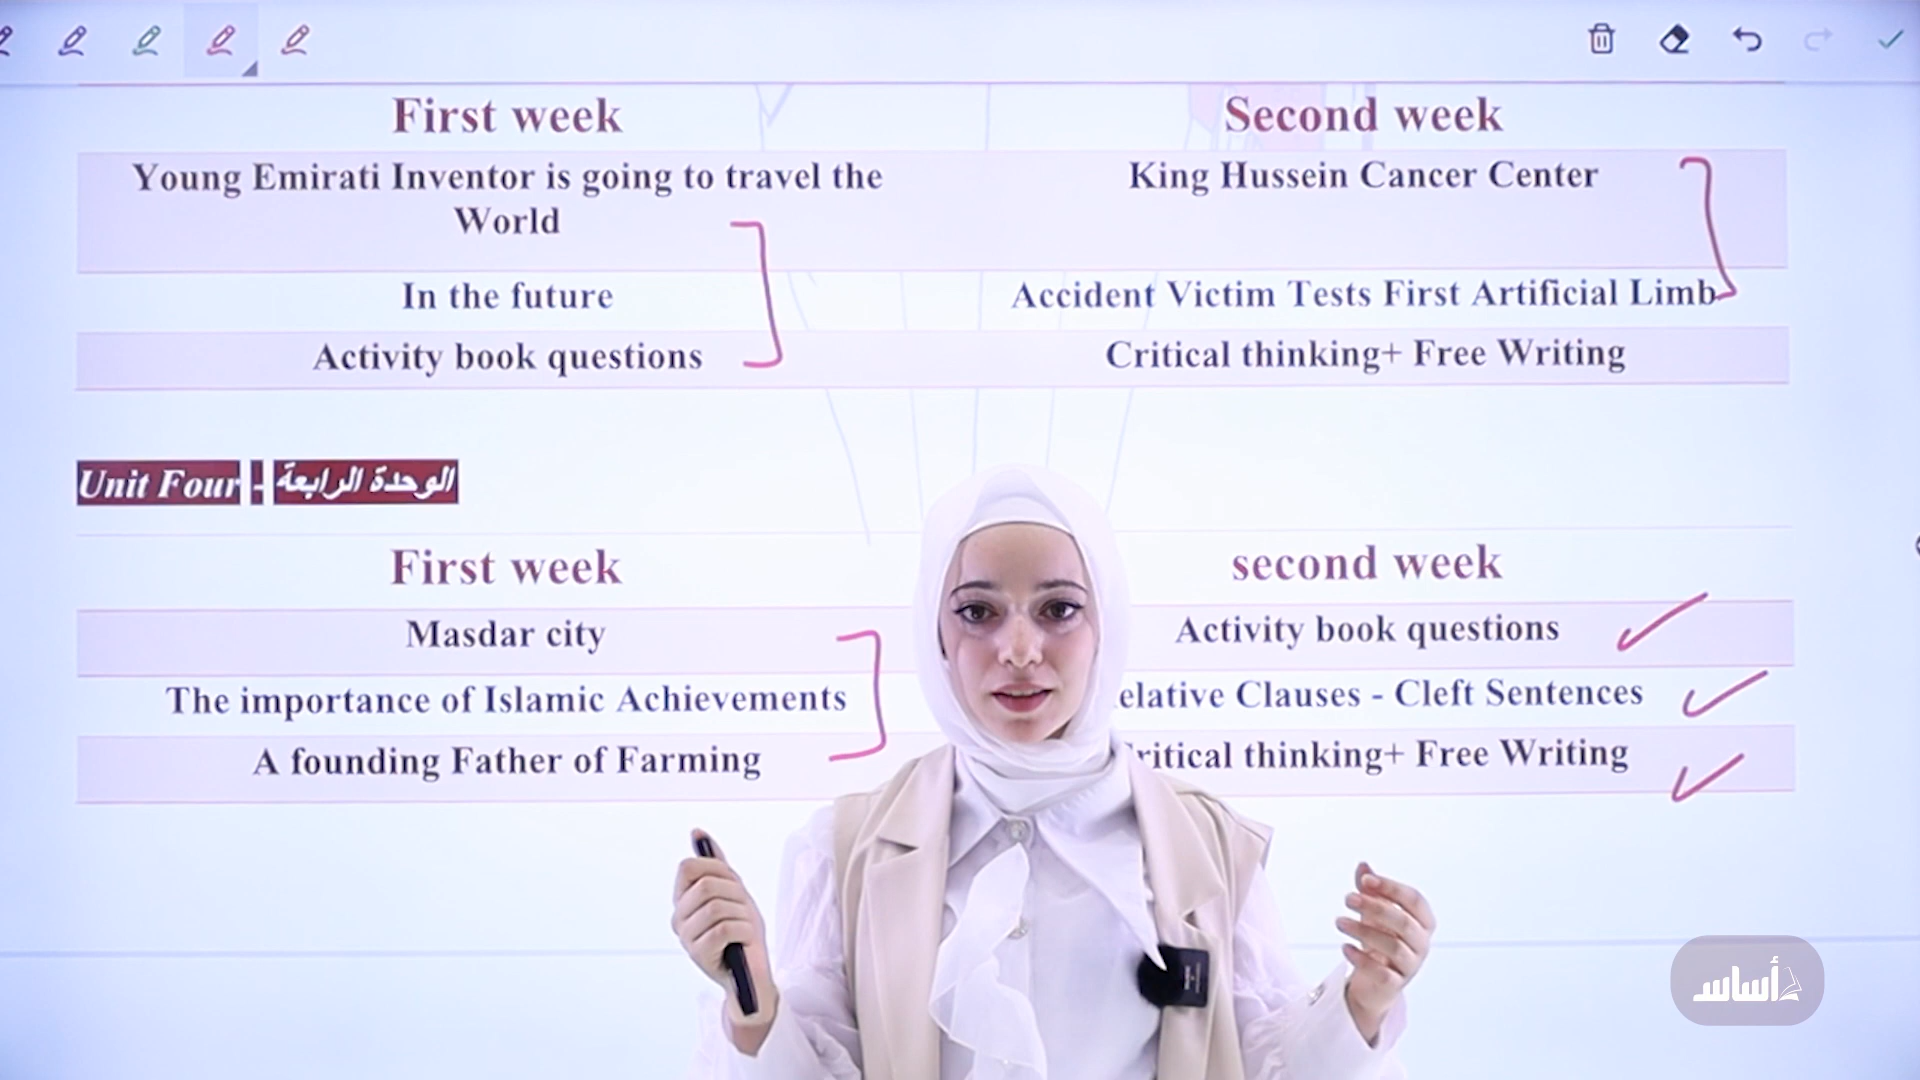 First week
Second week
Young Emirati Inventor is going to travel the
World
King Hussein Cancer Center
In the future
Accident Victim Tests First Artificial Limb
Activity book questions
Critical thinking+ Free Writing
Unit Four - الوحدة الرابعة
First week
second week
Masdar city
Activity book questions
The importance of Islamic Achievements
elative Clauses - Cleft Sentences
A founding Father of Farming
ritical thinking+ Free Writing
أساس